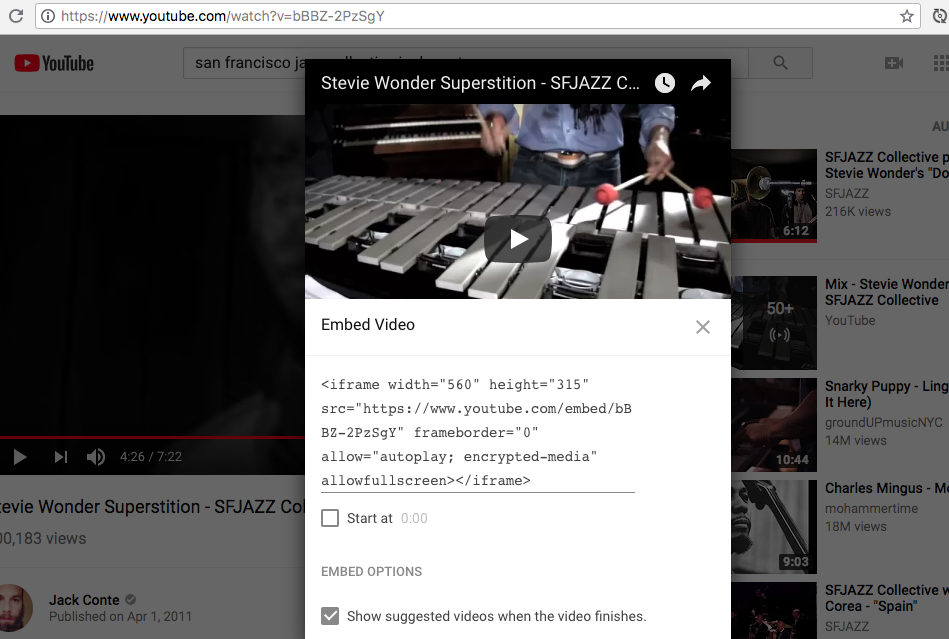 https://www.youtube.com/watch?v=bBBZ-2PzSgY
YouTube
san francisco ja
Stevie Wonder Superstition - SFJAZZ C...
Embed Video
<iframe width="560" height="315"
src="https://www.youtube.com/embed/bB
BZ-2PzSgY" frameborder="0"
allow="autoplay; encrypted-media"
allowfullscreen></iframe>
Start at 0:00
EMBED OPTIONS
Show suggested videos when the video finishes.
4:26 / 7:22
tevie Wonder Superstition - SFJAZZ Col
00,183 views
Jack Conte
Published on Apr 1, 2011
AU
6:12
SFJAZZ Collective p
Stevie Wonder's "Do
SFJAZZ
216K views
50+
Mix - Stevie Wonder
SFJAZZ Collective
YouTube
10:44
Snarky Puppy - Ling
It Here)
groundUPmusicNYC
14M views
9:03
Charles Mingus - Mo
mohammertime
18M views
SFJAZZ Collective w
Corea - "Spain"
SFJAZZ